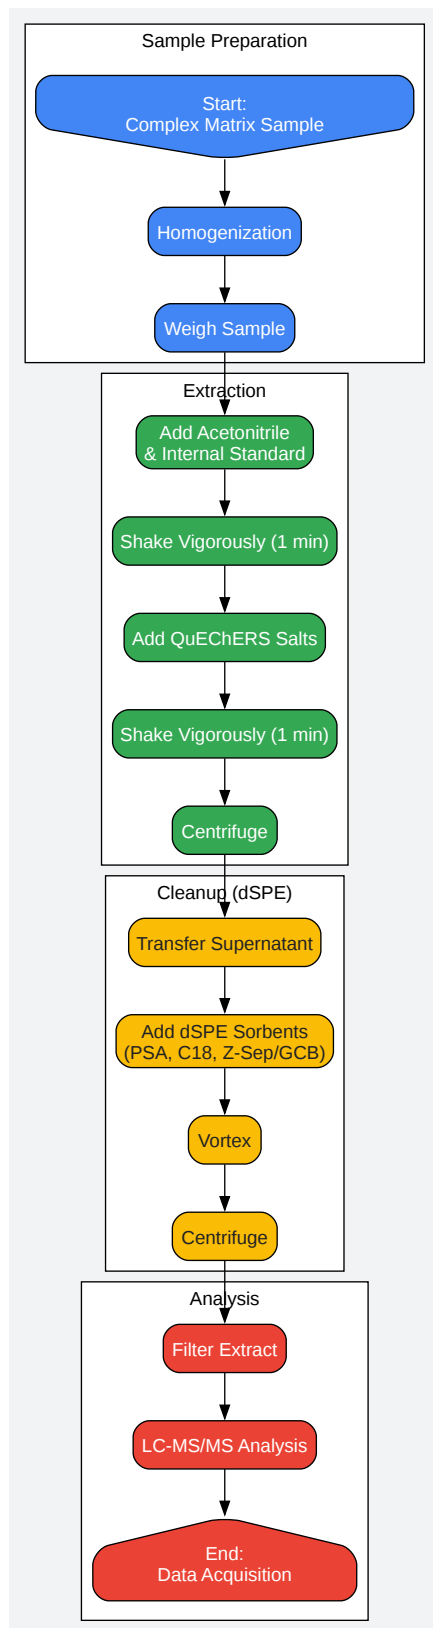 Sample Preparation
Start:
Complex Matrix Sample
Homogenization
Weigh Sample
Extraction
Add Acetonitrile
& Internal Standard
Shake Vigorously (1 min)
Add QuEChERS Salts
Shake Vigorously (1 min)
Centrifuge
Cleanup (dSPE)
Transfer Supernatant
Add dSPE Sorbents
(PSA, C18, Z-Sep/GCB)
Vortex
Centrifuge
Analysis
Filter Extract
LC-MS/MS Analysis
End:
Data Acquisition